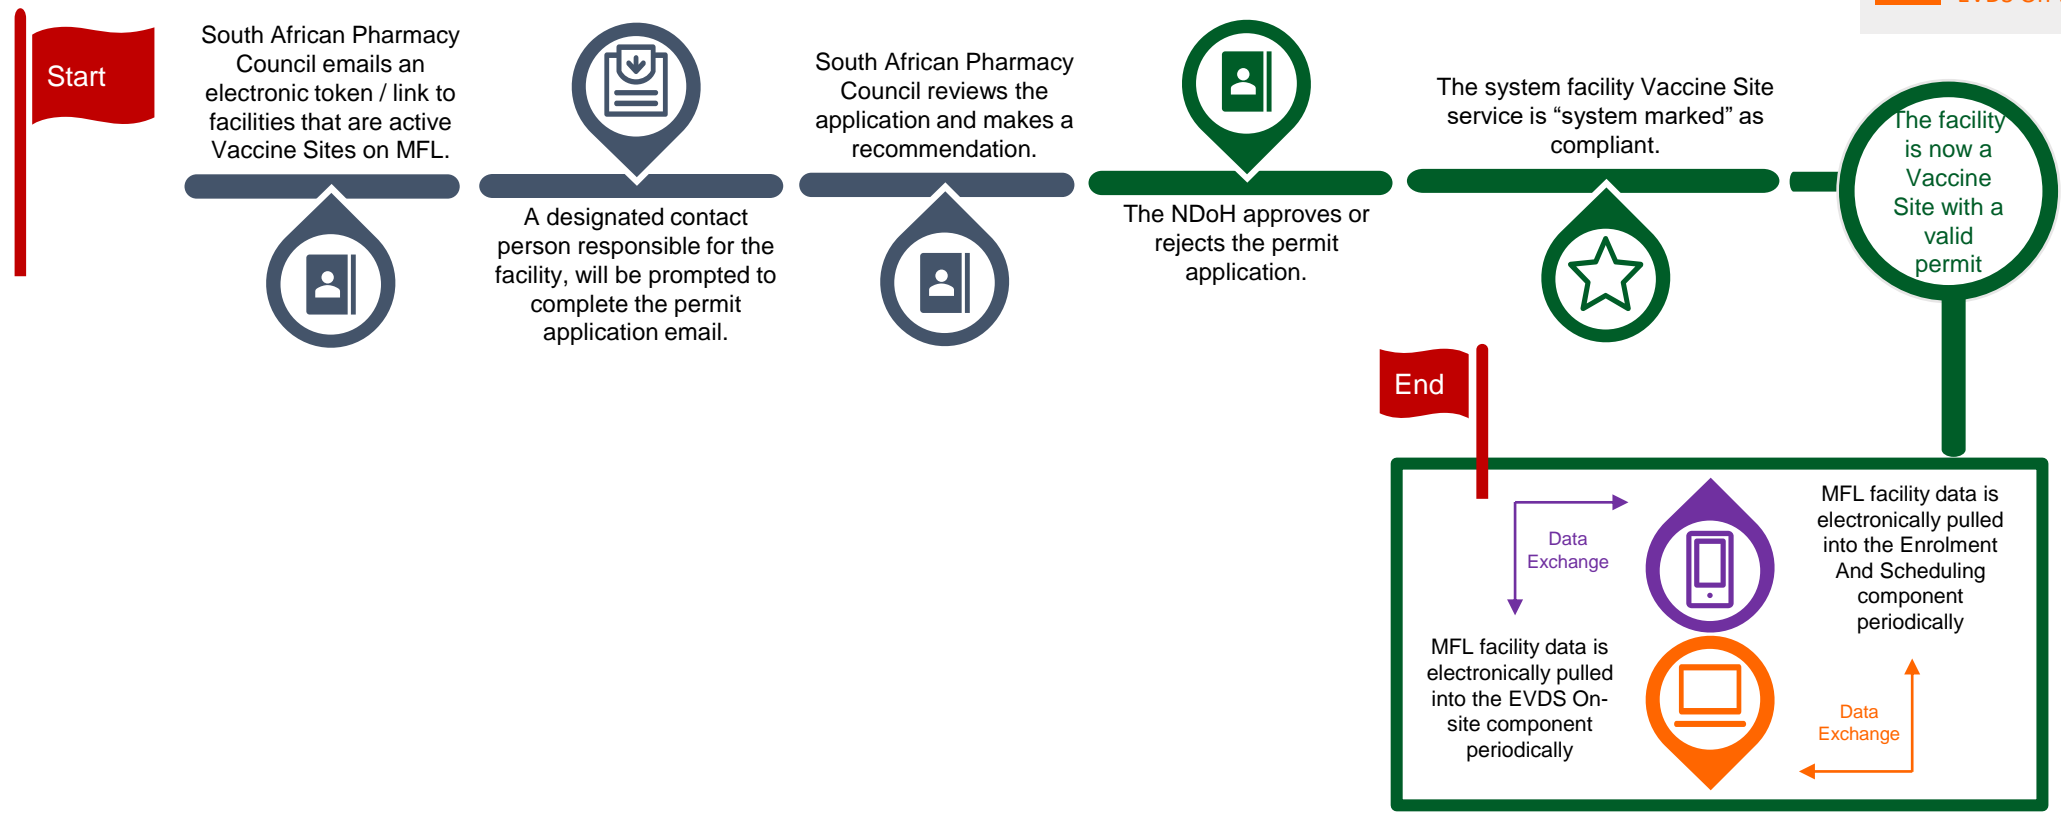 Start
South African Pharmacy
Council emails an
electronic token / link to
facilities that are active
Vaccine Sites on MFL.
A designated contact
person responsible for the
facility, will be prompted to
complete the permit
application email.
South African Pharmacy
Council reviews the
application and makes a
recommendation.
The NDoH approves or
rejects the permit
application.
The system facility Vaccine Site
service is “system marked” as
compliant.
The facility
is now a
Vaccine
Site with a
valid
permit
End
Data
Exchange
MFL facility data is
electronically pulled
into the Enrolment
And Scheduling
component
periodically
MFL facility data is
electronically pulled
into the EVDS On-
site component
periodically
Data
Exchange